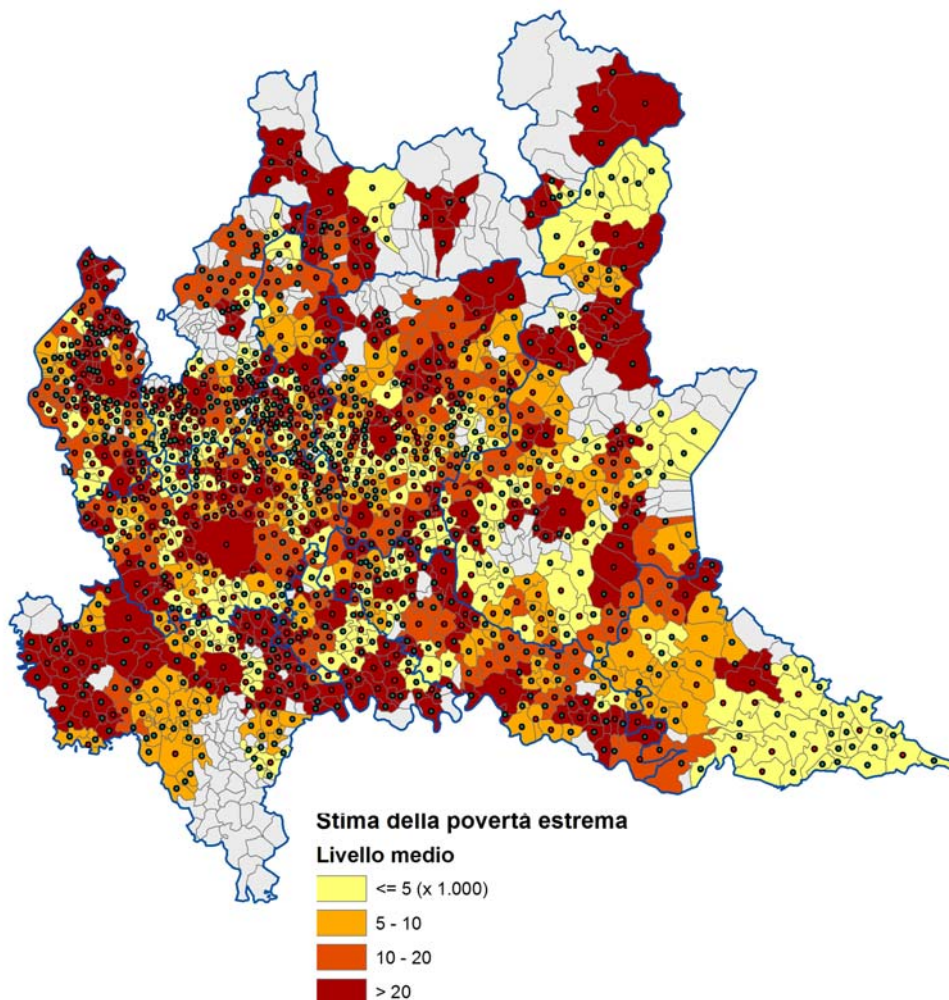 Stima della povertà estrema
Livello medio
<= 5 (x 1.000)
5 - 10
10 - 20
> 20